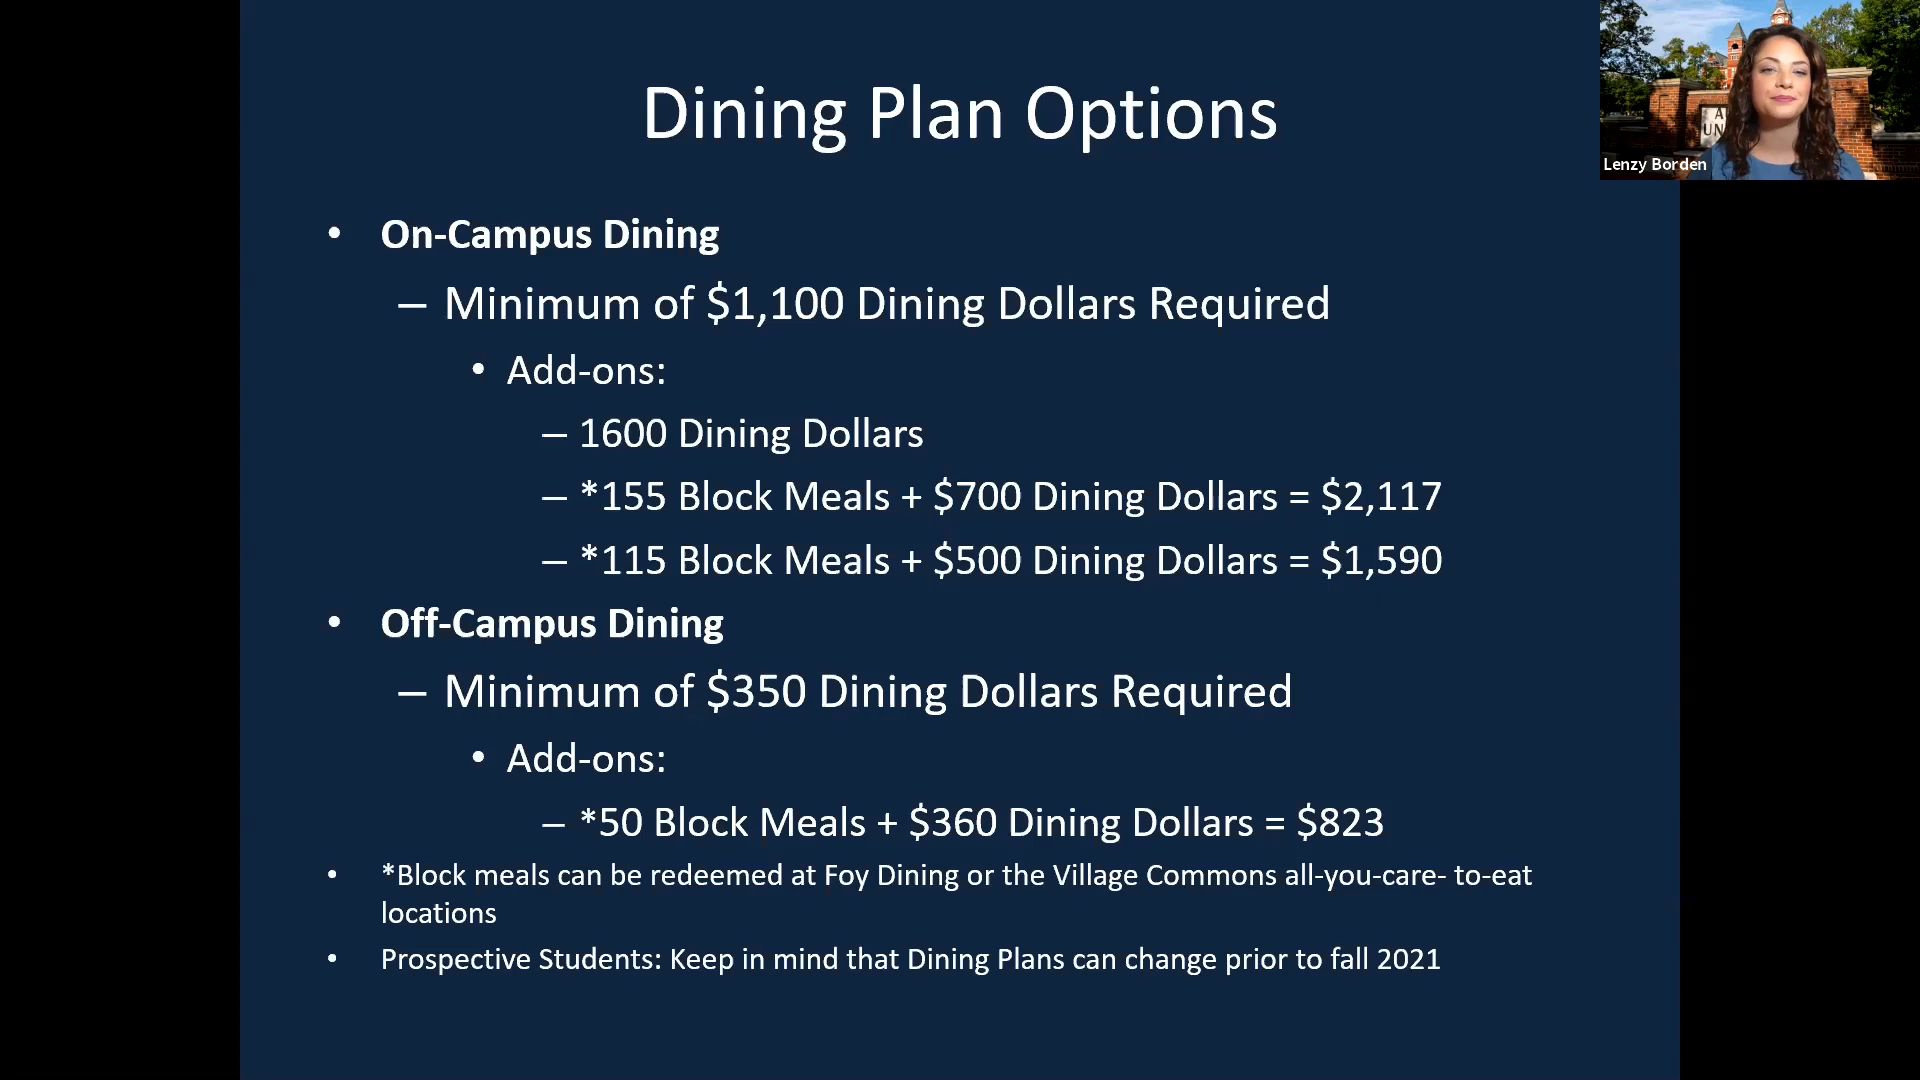 Dining Plan Options
• On-Campus Dining
– Minimum of $1,100 Dining Dollars Required
• Add-ons:
– 1600 Dining Dollars
– *155 Block Meals + $700 Dining Dollars = $2,117
– *115 Block Meals + $500 Dining Dollars = $1,590
• Off-Campus Dining
– Minimum of $350 Dining Dollars Required
• Add-ons:
– *50 Block Meals + $360 Dining Dollars = $823
• *Block meals can be redeemed at Foy Dining or the Village Commons all-you-care- to-eat
locations
• Prospective Students: Keep in mind that Dining Plans can change prior to fall 2021
Lenzy Borden